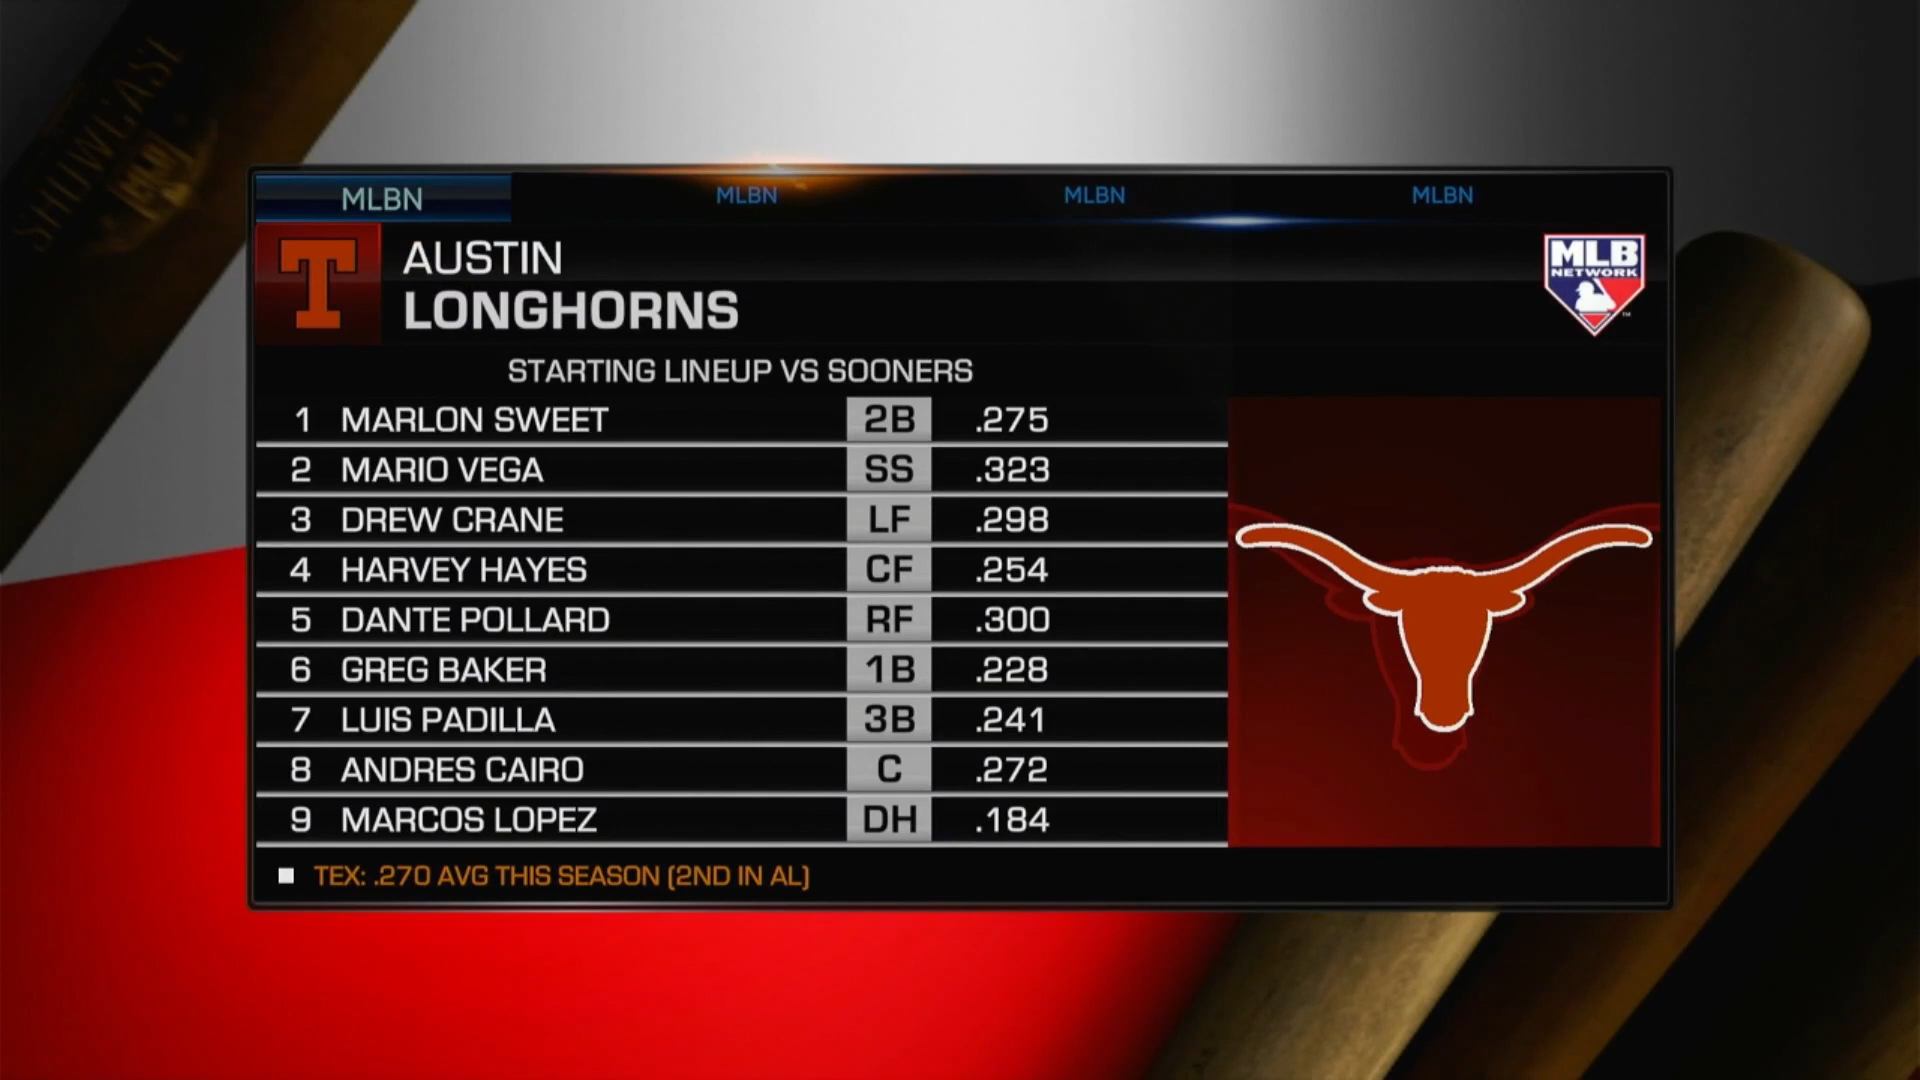 SHOWCASE
MLBN MLBN MLBN MLBN
T AUSTIN
LONGHORNS
MLB
NETWORK
TM
STARTING LINEUP VS SOONERS
1 MARLON SWEET 2B .275
2 MARIO VEGA SS .323
3 DREW CRANE LF .298
4 HARVEY HAYES CF .254
5 DANTE POLLARD RF .300
6 GREG BAKER 1B .228
7 LUIS PADILLA 3B .241
8 ANDRES CAIRO C .272
9 MARCOS LOPEZ DH .184
TEX: .270 AVG THIS SEASON (2ND IN AL)